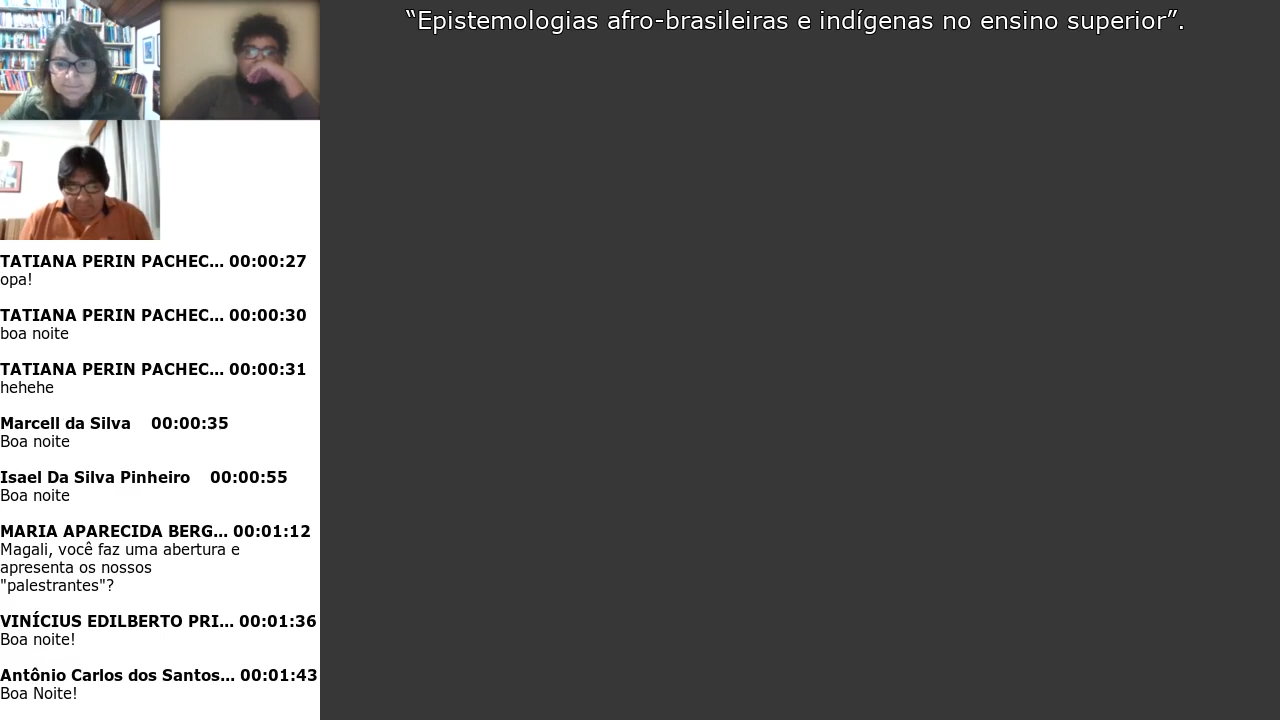 “Epistemologias afro-brasileiras e indígenas no ensino superior”.
TATIANA PERIN PACHEC... 00:00:27
opa!
TATIANA PERIN PACHEC... 00:00:30
boa noite
TATIANA PERIN PACHEC... 00:00:31
hehehe
Marcell da Silva 00:00:35
Boa noite
Isael Da Silva Pinheiro 00:00:55
Boa noite
MARIA APARECIDA BERG... 00:01:12
Magali, você faz uma abertura e
apresenta os nossos
"palestrantes"?
VINÍCIUS EDILBERTO PRI... 00:01:36
Boa noite!
Antônio Carlos dos Santos... 00:01:43
Boa Noite!